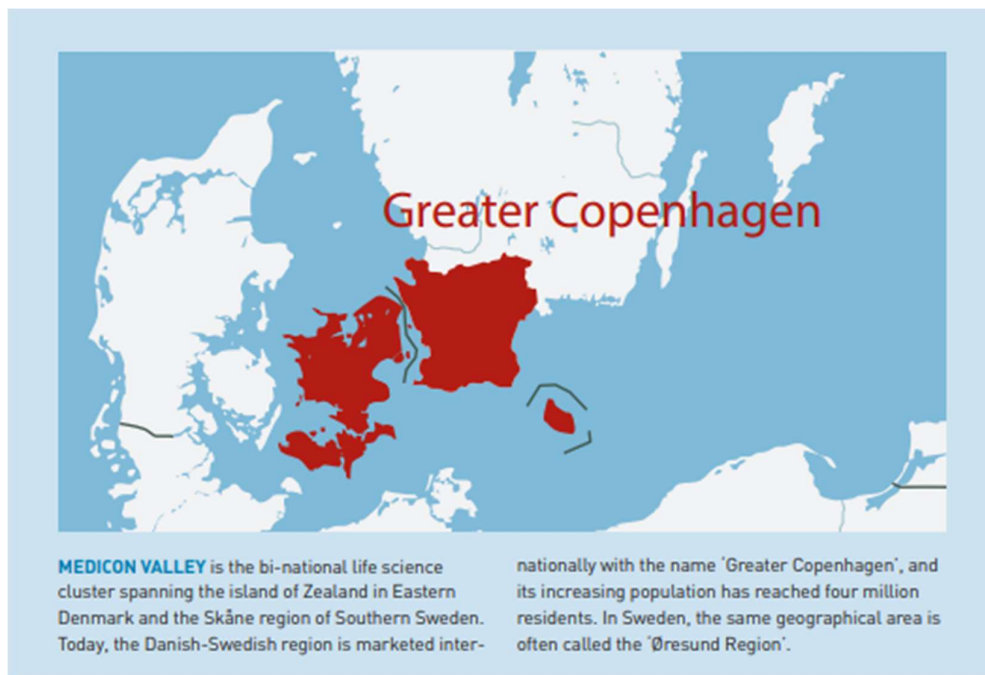 Greater Copenhagen
MEDICON VALLEY is the bi-national life science
cluster spanning the island of Zealand in Eastern
Denmark and the Skåne region of Southern Sweden.
Today, the Danish-Swedish region is marketed inter-
nationally with the name ‘Greater Copenhagen’, and
its increasing population has reached four million
residents. In Sweden, the same geographical area is
often called the ‘Øresund Region’.